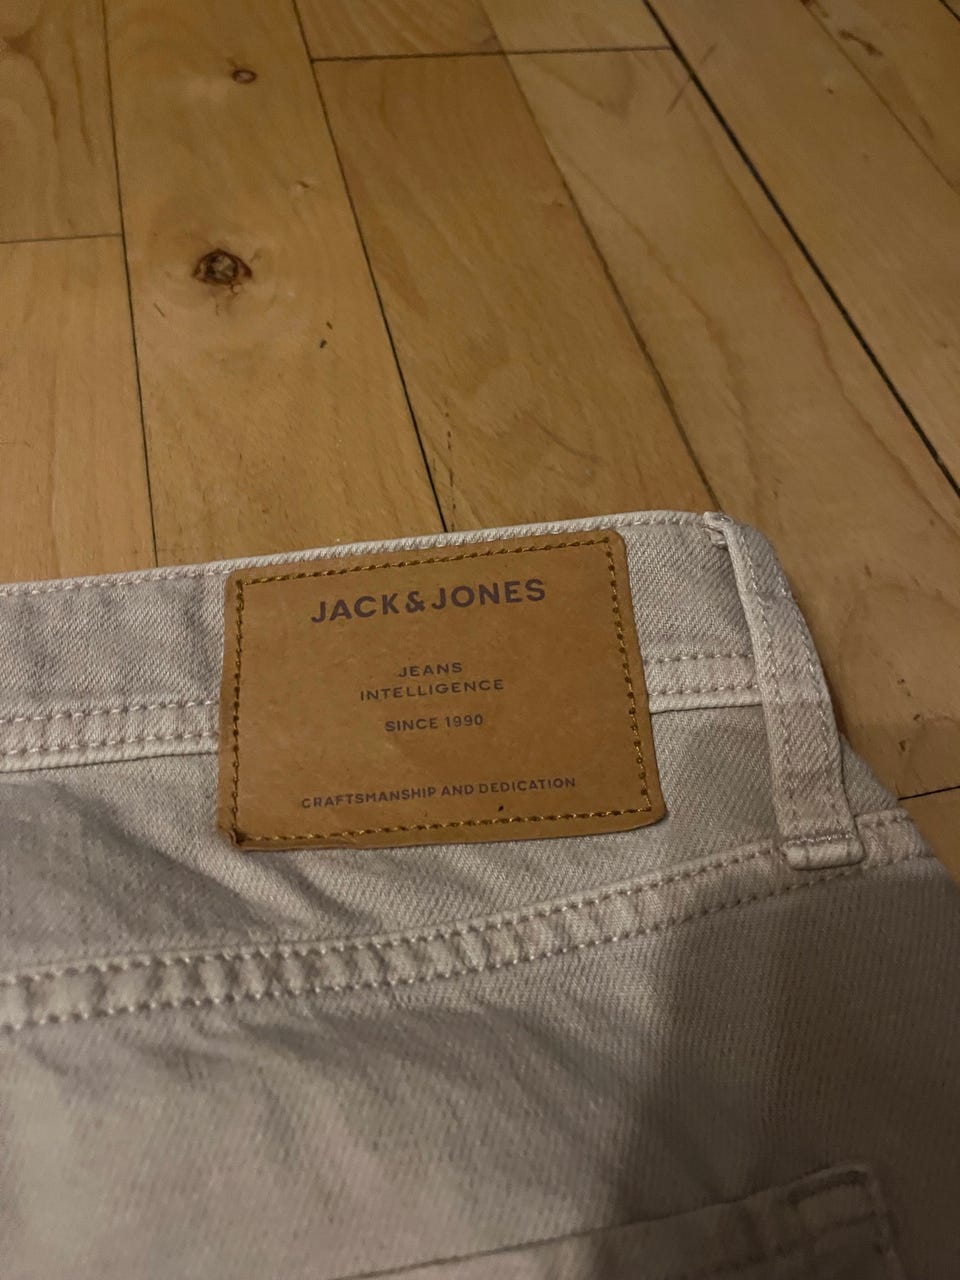 JACK & JONES
JEANS
INTELLIGENCE
SINCE 1990
CRAFTSMANSHIP AND DEDICATION